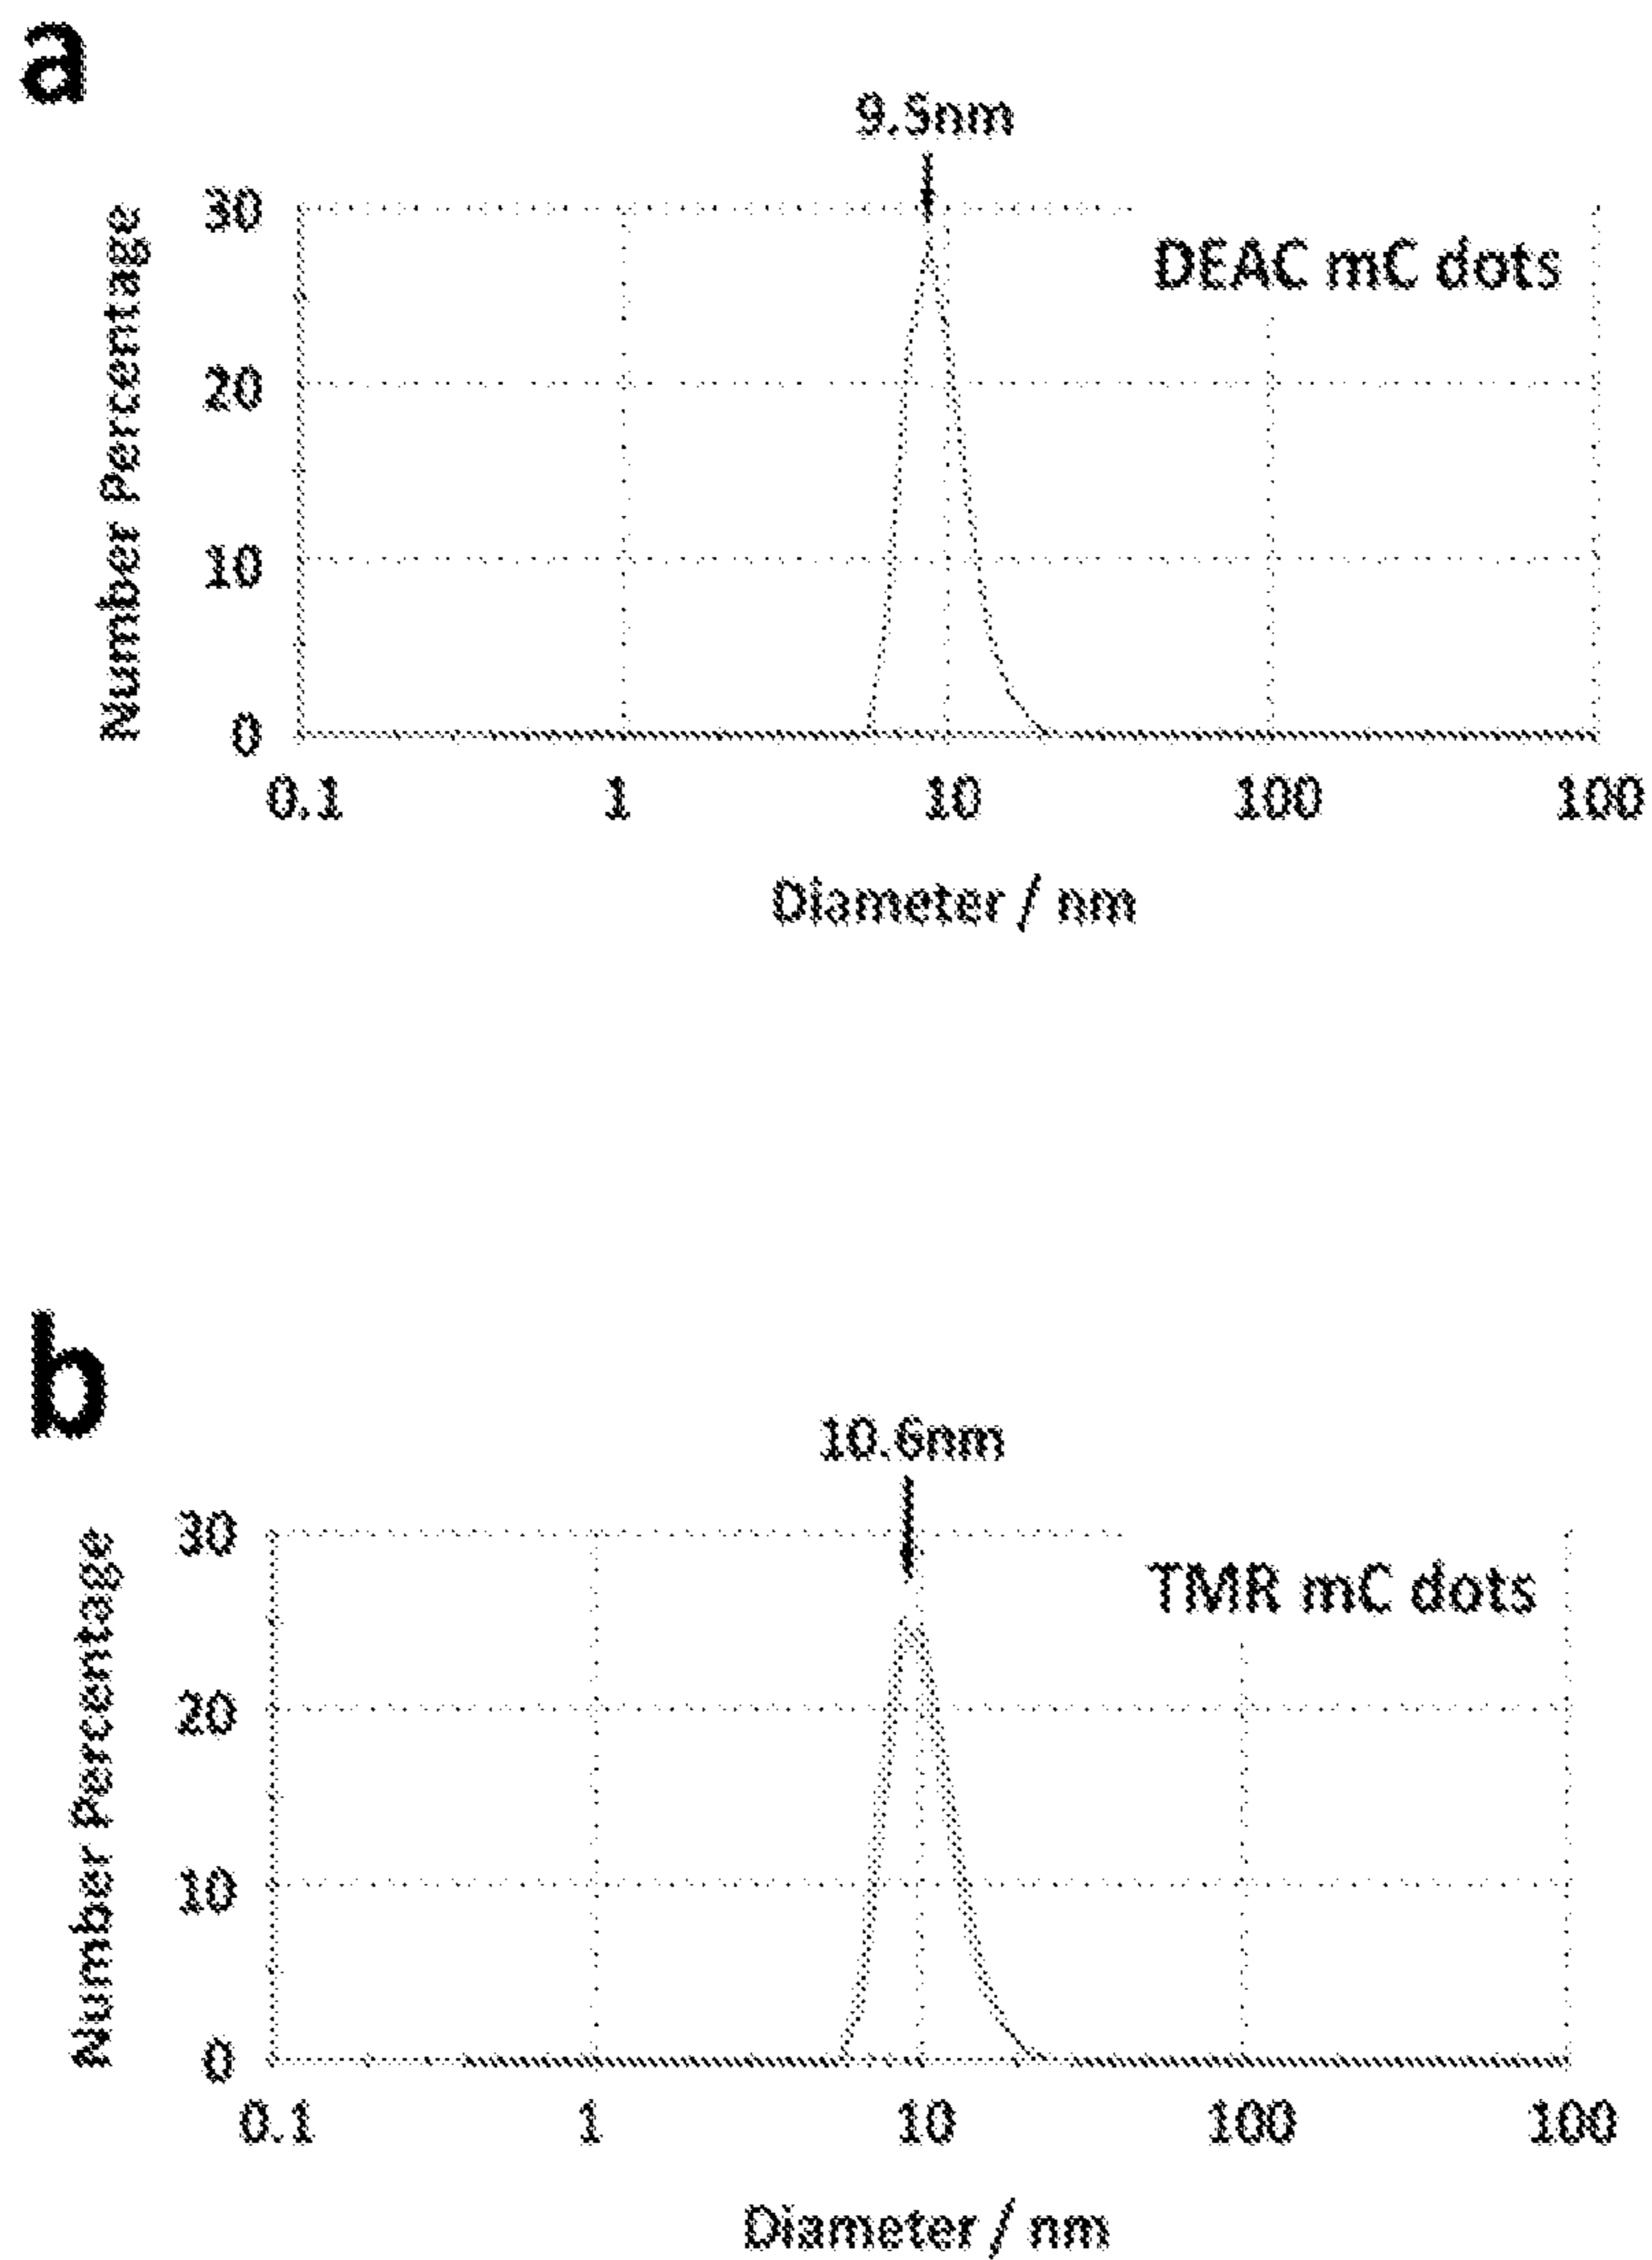 a
9.5nm
DEAC mC dots
Number Percentage
30
20
10
0
0.1 1 10 100 100
Diameter / nm
b
10.6nm
TMR mC dots
Number Percentage
30
20
10
0
0.1 1 10 100 100
Diameter / nm